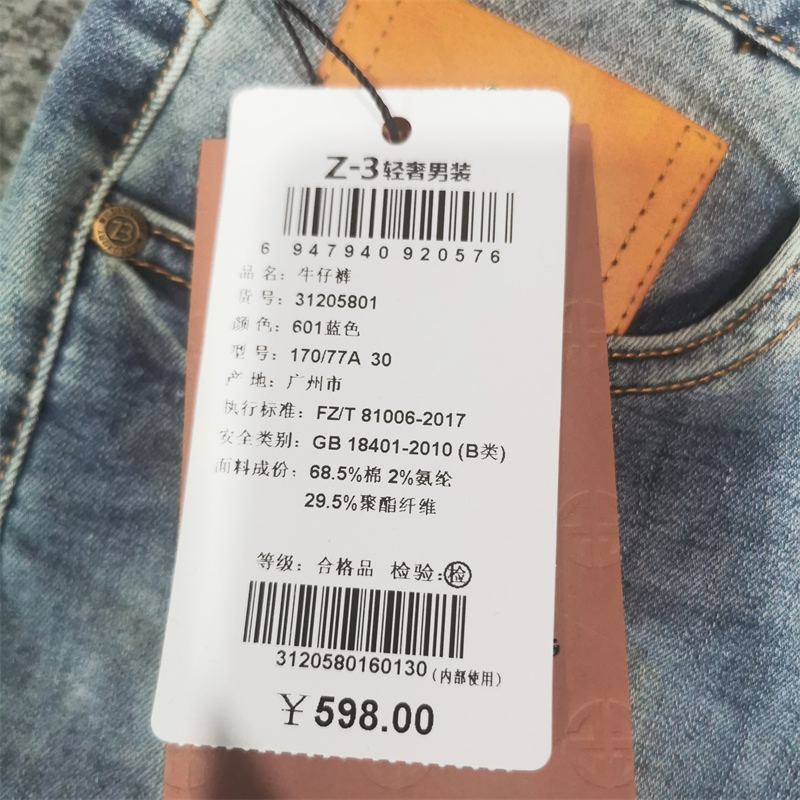 Z-3轻奢男装
6 947940 920576
品 名：牛仔裤
货 号：31205801
颜 色：601蓝色
型 号：170/77A 30
产 地：广州市
执行标准：FZ/T 81006-2017
安全类别：GB 18401-2010 (B类)
面料成份：68.5%棉 2%氨纶
29.5%聚酯纤维
等级：合格品 检验：检
3120580160130 (内部使用)
¥ 598.00